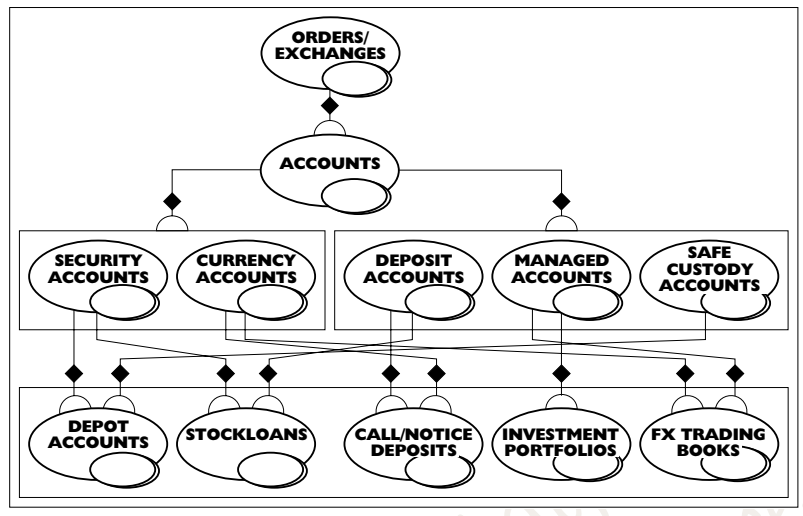 ORDERS/
EXCHANGES
ACCOUNTS
SECURITY
ACCOUNTS
CURRENCY
ACCOUNTS
DEPOSIT
ACCOUNTS
MANAGED
ACCOUNTS
SAFE
CUSTODY
ACCOUNTS
DEPOT
ACCOUNTS
STOCKLOANS
CALL/NOTICE
DEPOSITS
INVESTMENT
PORTFOLIOS
FX TRADING
BOOKS